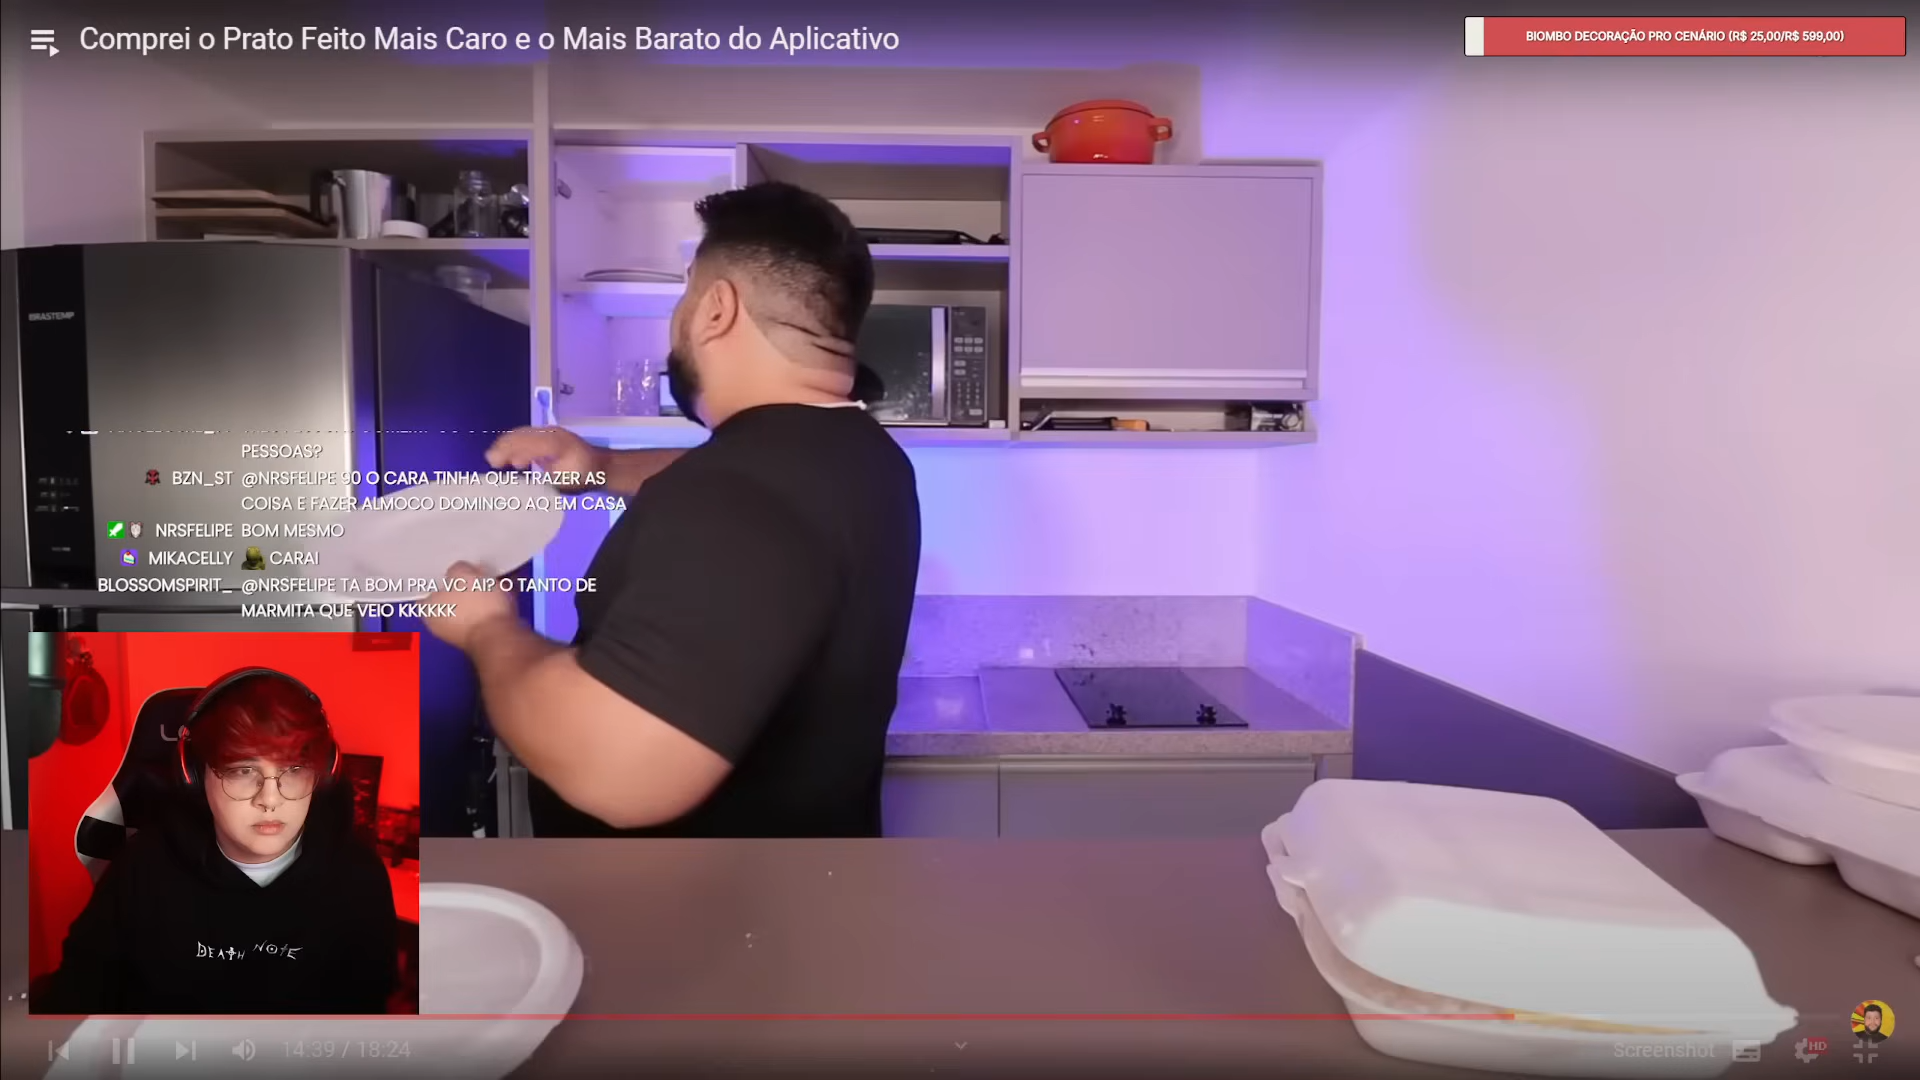 Comprei o Prato Feito Mais Caro e o Mais Barato do Aplicativo
BIOMBO DECORAÇÃO PRO CENÁRIO (R$ 25,00/R$ 599,00)
BRASTEMP
PESSOAS?
BZN_ST @NRSFELIPE 90 O CARA TINHA QUE TRAZER AS
COISA E FAZER ALMOCO DOMINGO AQ EM CASA
NRSFELIPE BOM MESMO
MIKACELLY CARAI
BLOSSOMSPIRIT_ @NRSFELIPE TA BOM PRA VC AI? O TANTO DE
MARMITA QUE VEIO KKKKKK
DEATH NOTE
14:39 / 18:24
Screenshot
HD